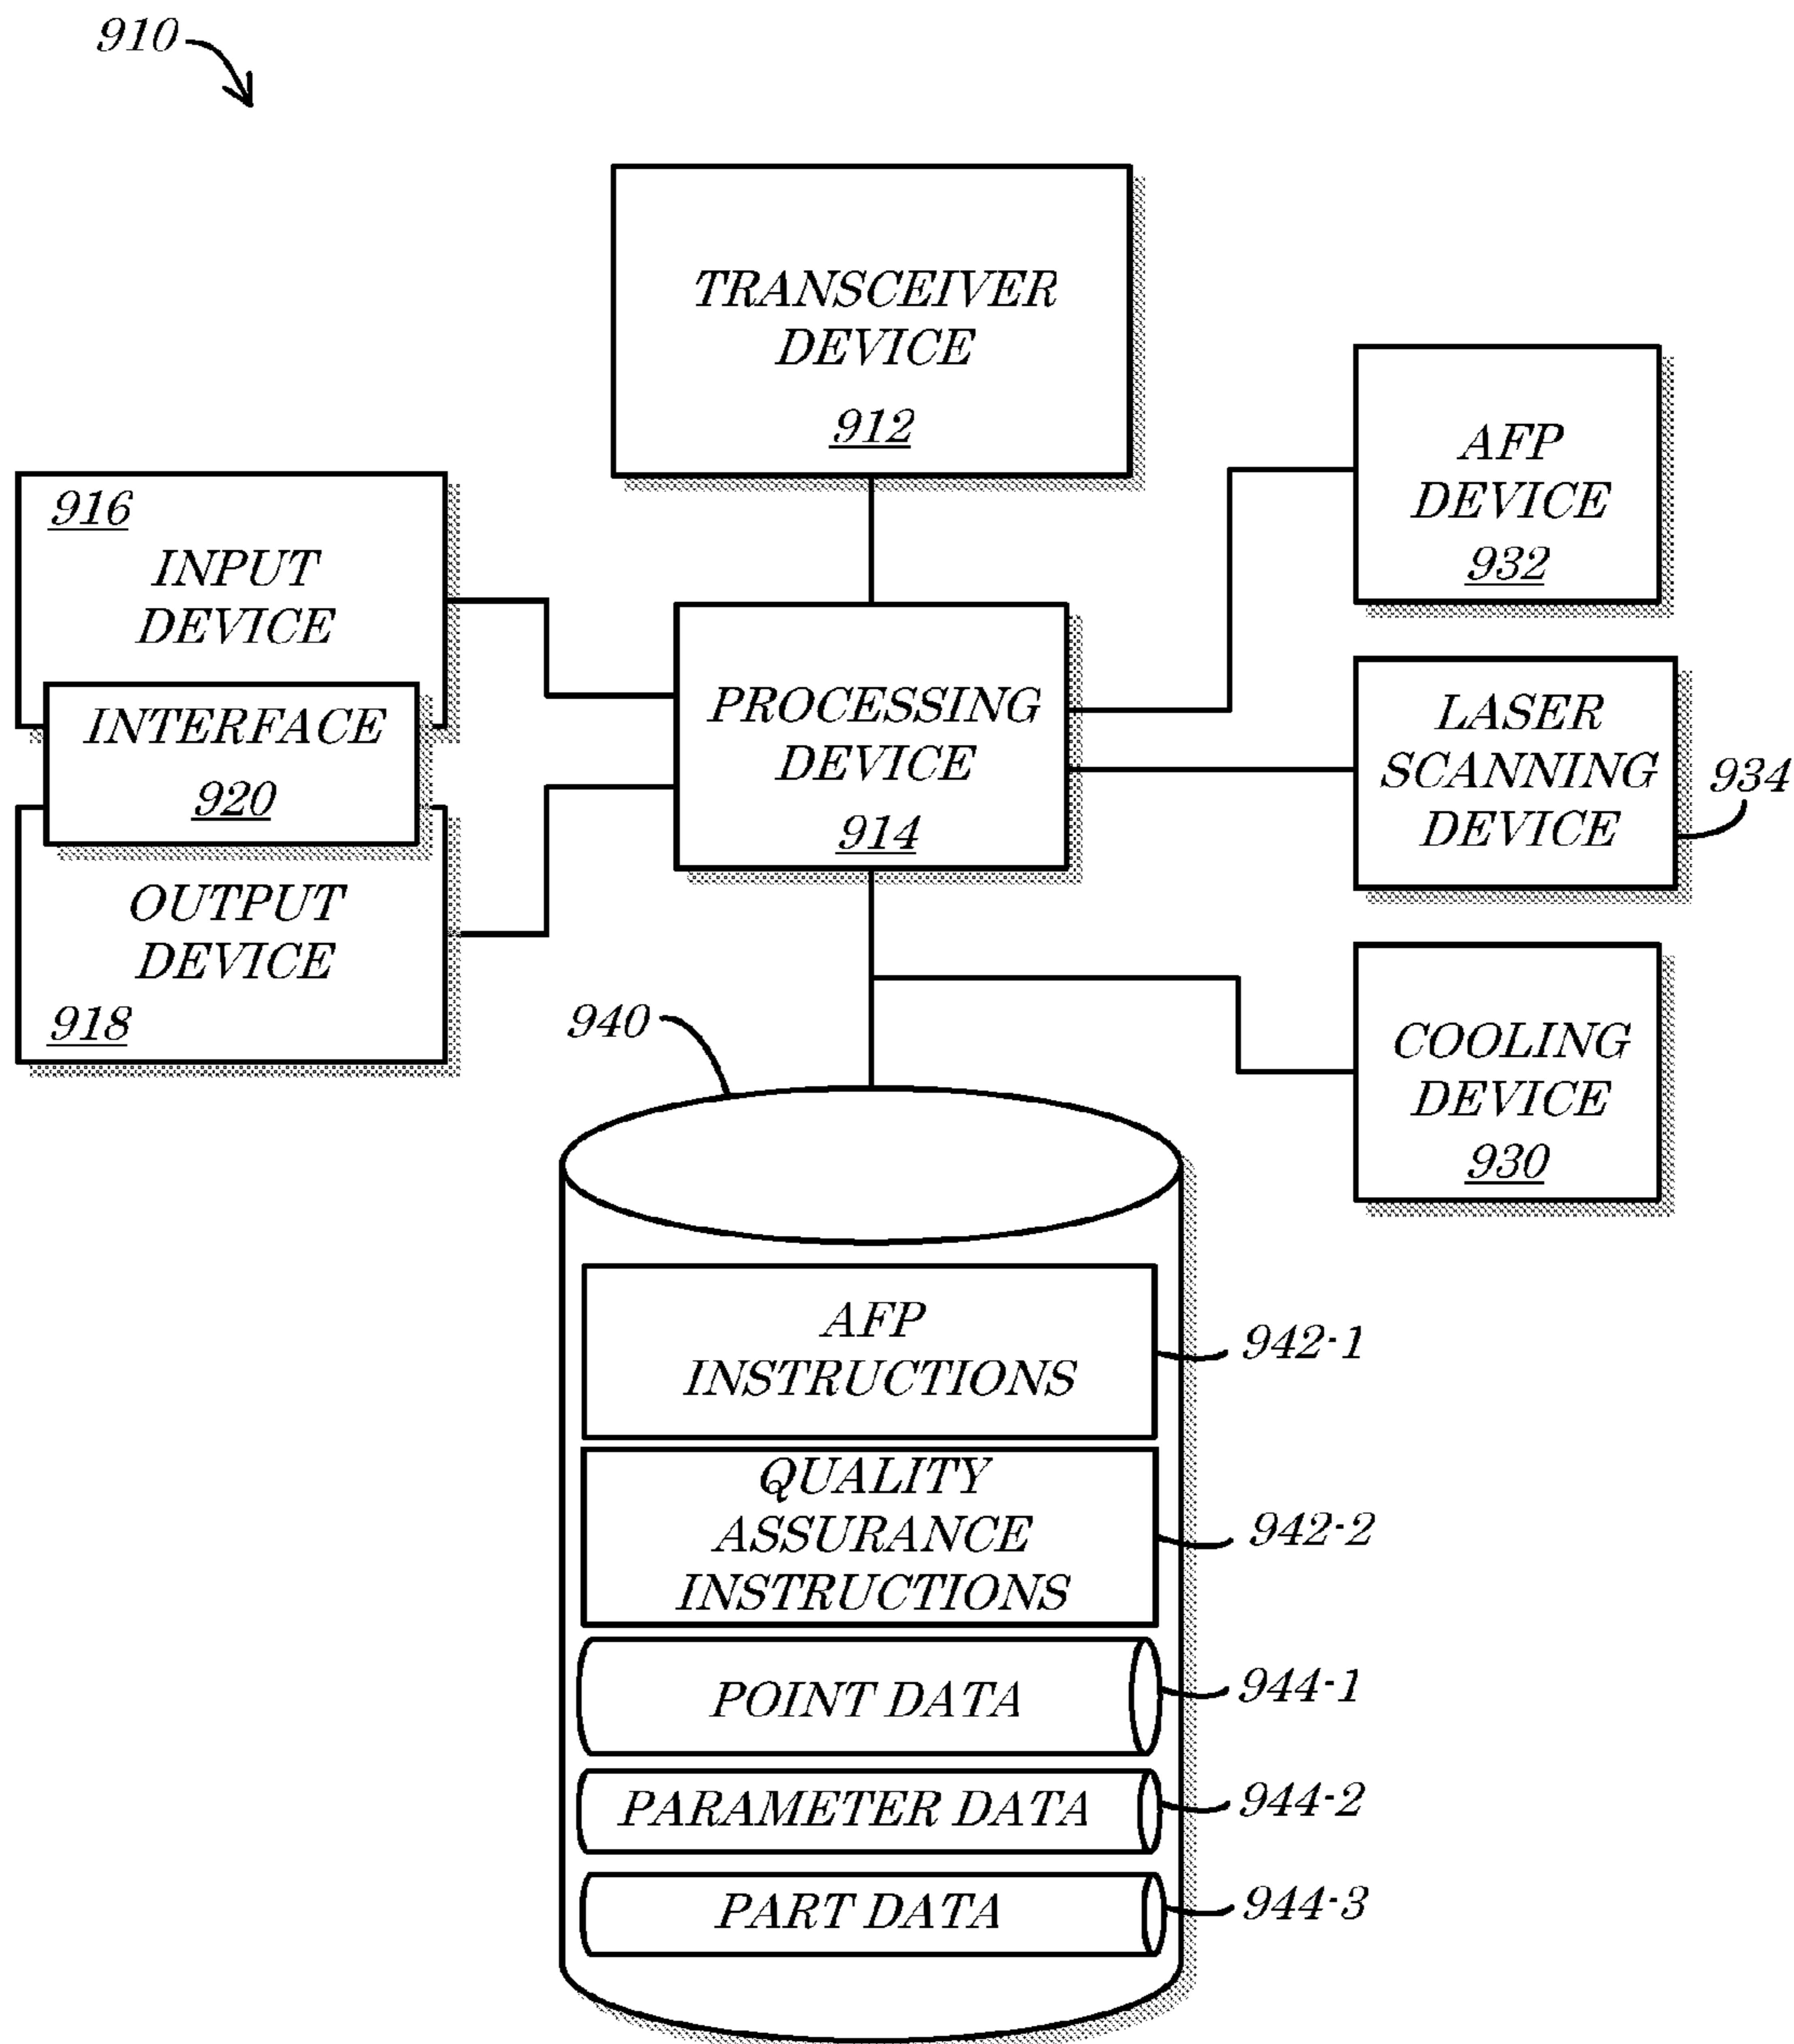 910
TRANSCEIVER
DEVICE
912
AFP
DEVICE
932
916
INPUT
DEVICE
INTERFACE
920
OUTPUT
DEVICE
918
PROCESSING
DEVICE
914
LASER
SCANNING
DEVICE
934
COOLING
DEVICE
930
940
AFP
INSTRUCTIONS
942-1
QUALITY
ASSURANCE
INSTRUCTIONS
942-2
POINT DATA
944-1
PARAMETER DATA
944-2
PART DATA
944-3